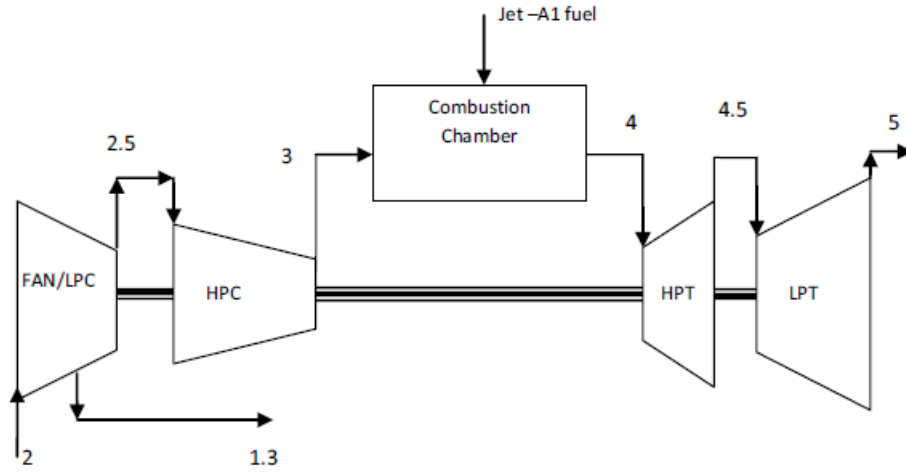 Jet –A1 fuel
Combustion
Chamber
2.5
3
4
4.5
5
FAN/LPC
HPC
HPT
LPT
2
1.3